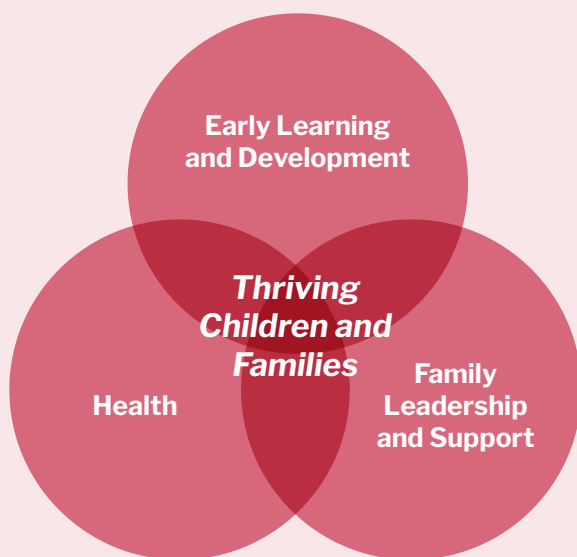 Early Learning
and Development
Thriving
Children and
Families
Health
Family
Leadership
and Support